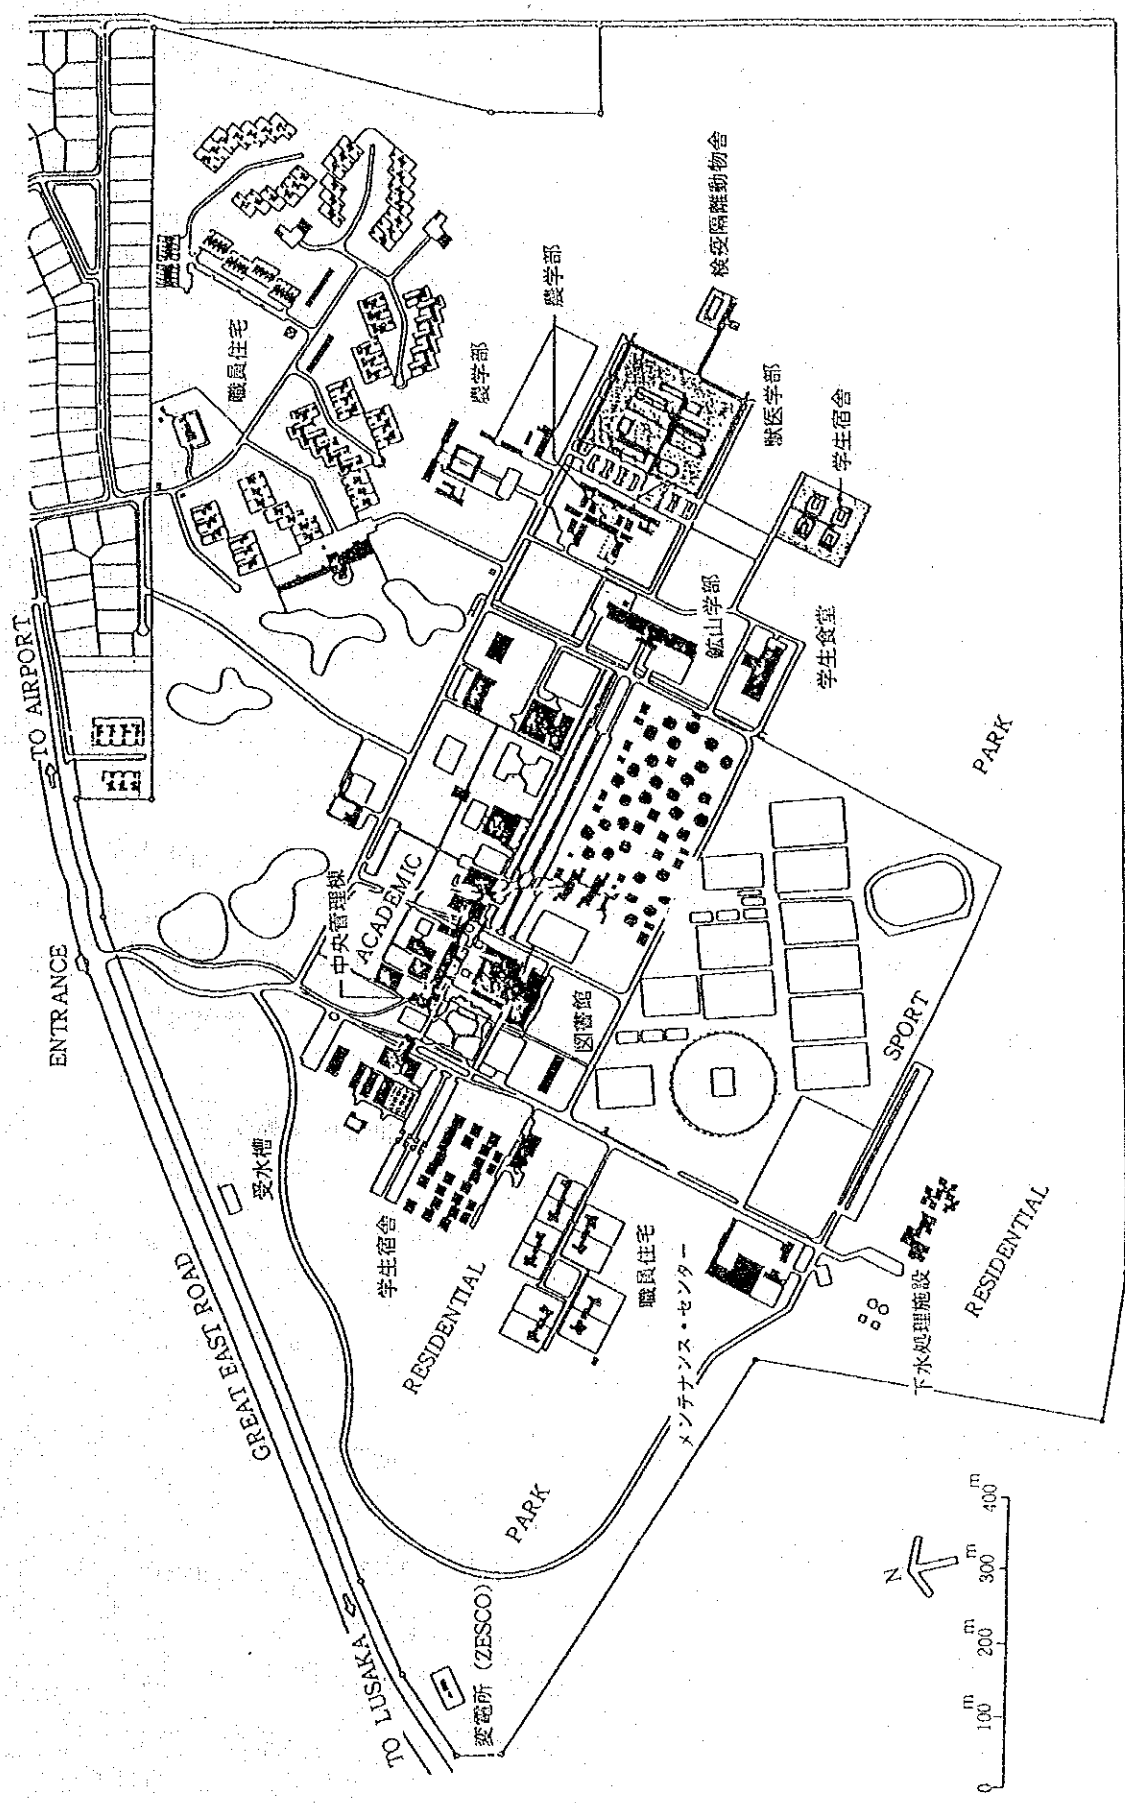 TO AIRPORT
ENTRANCE
GREAT EAST ROAD
TO LUSAKA
変電所 (ZESCO)
受水槽
職員住宅
農学部
農学部
検疫隔離動物舎
獣医学部
学生宿舎
鉱山学部
学生食堂
中央管理棟
ACADEMIC
図書館
学生宿舎
RESIDENTIAL
職員住宅
メンテナンス・センター
下水処理施設
RESIDENTIAL
SPORT
PARK
PARK
N
0 100m 200m 300m 400m